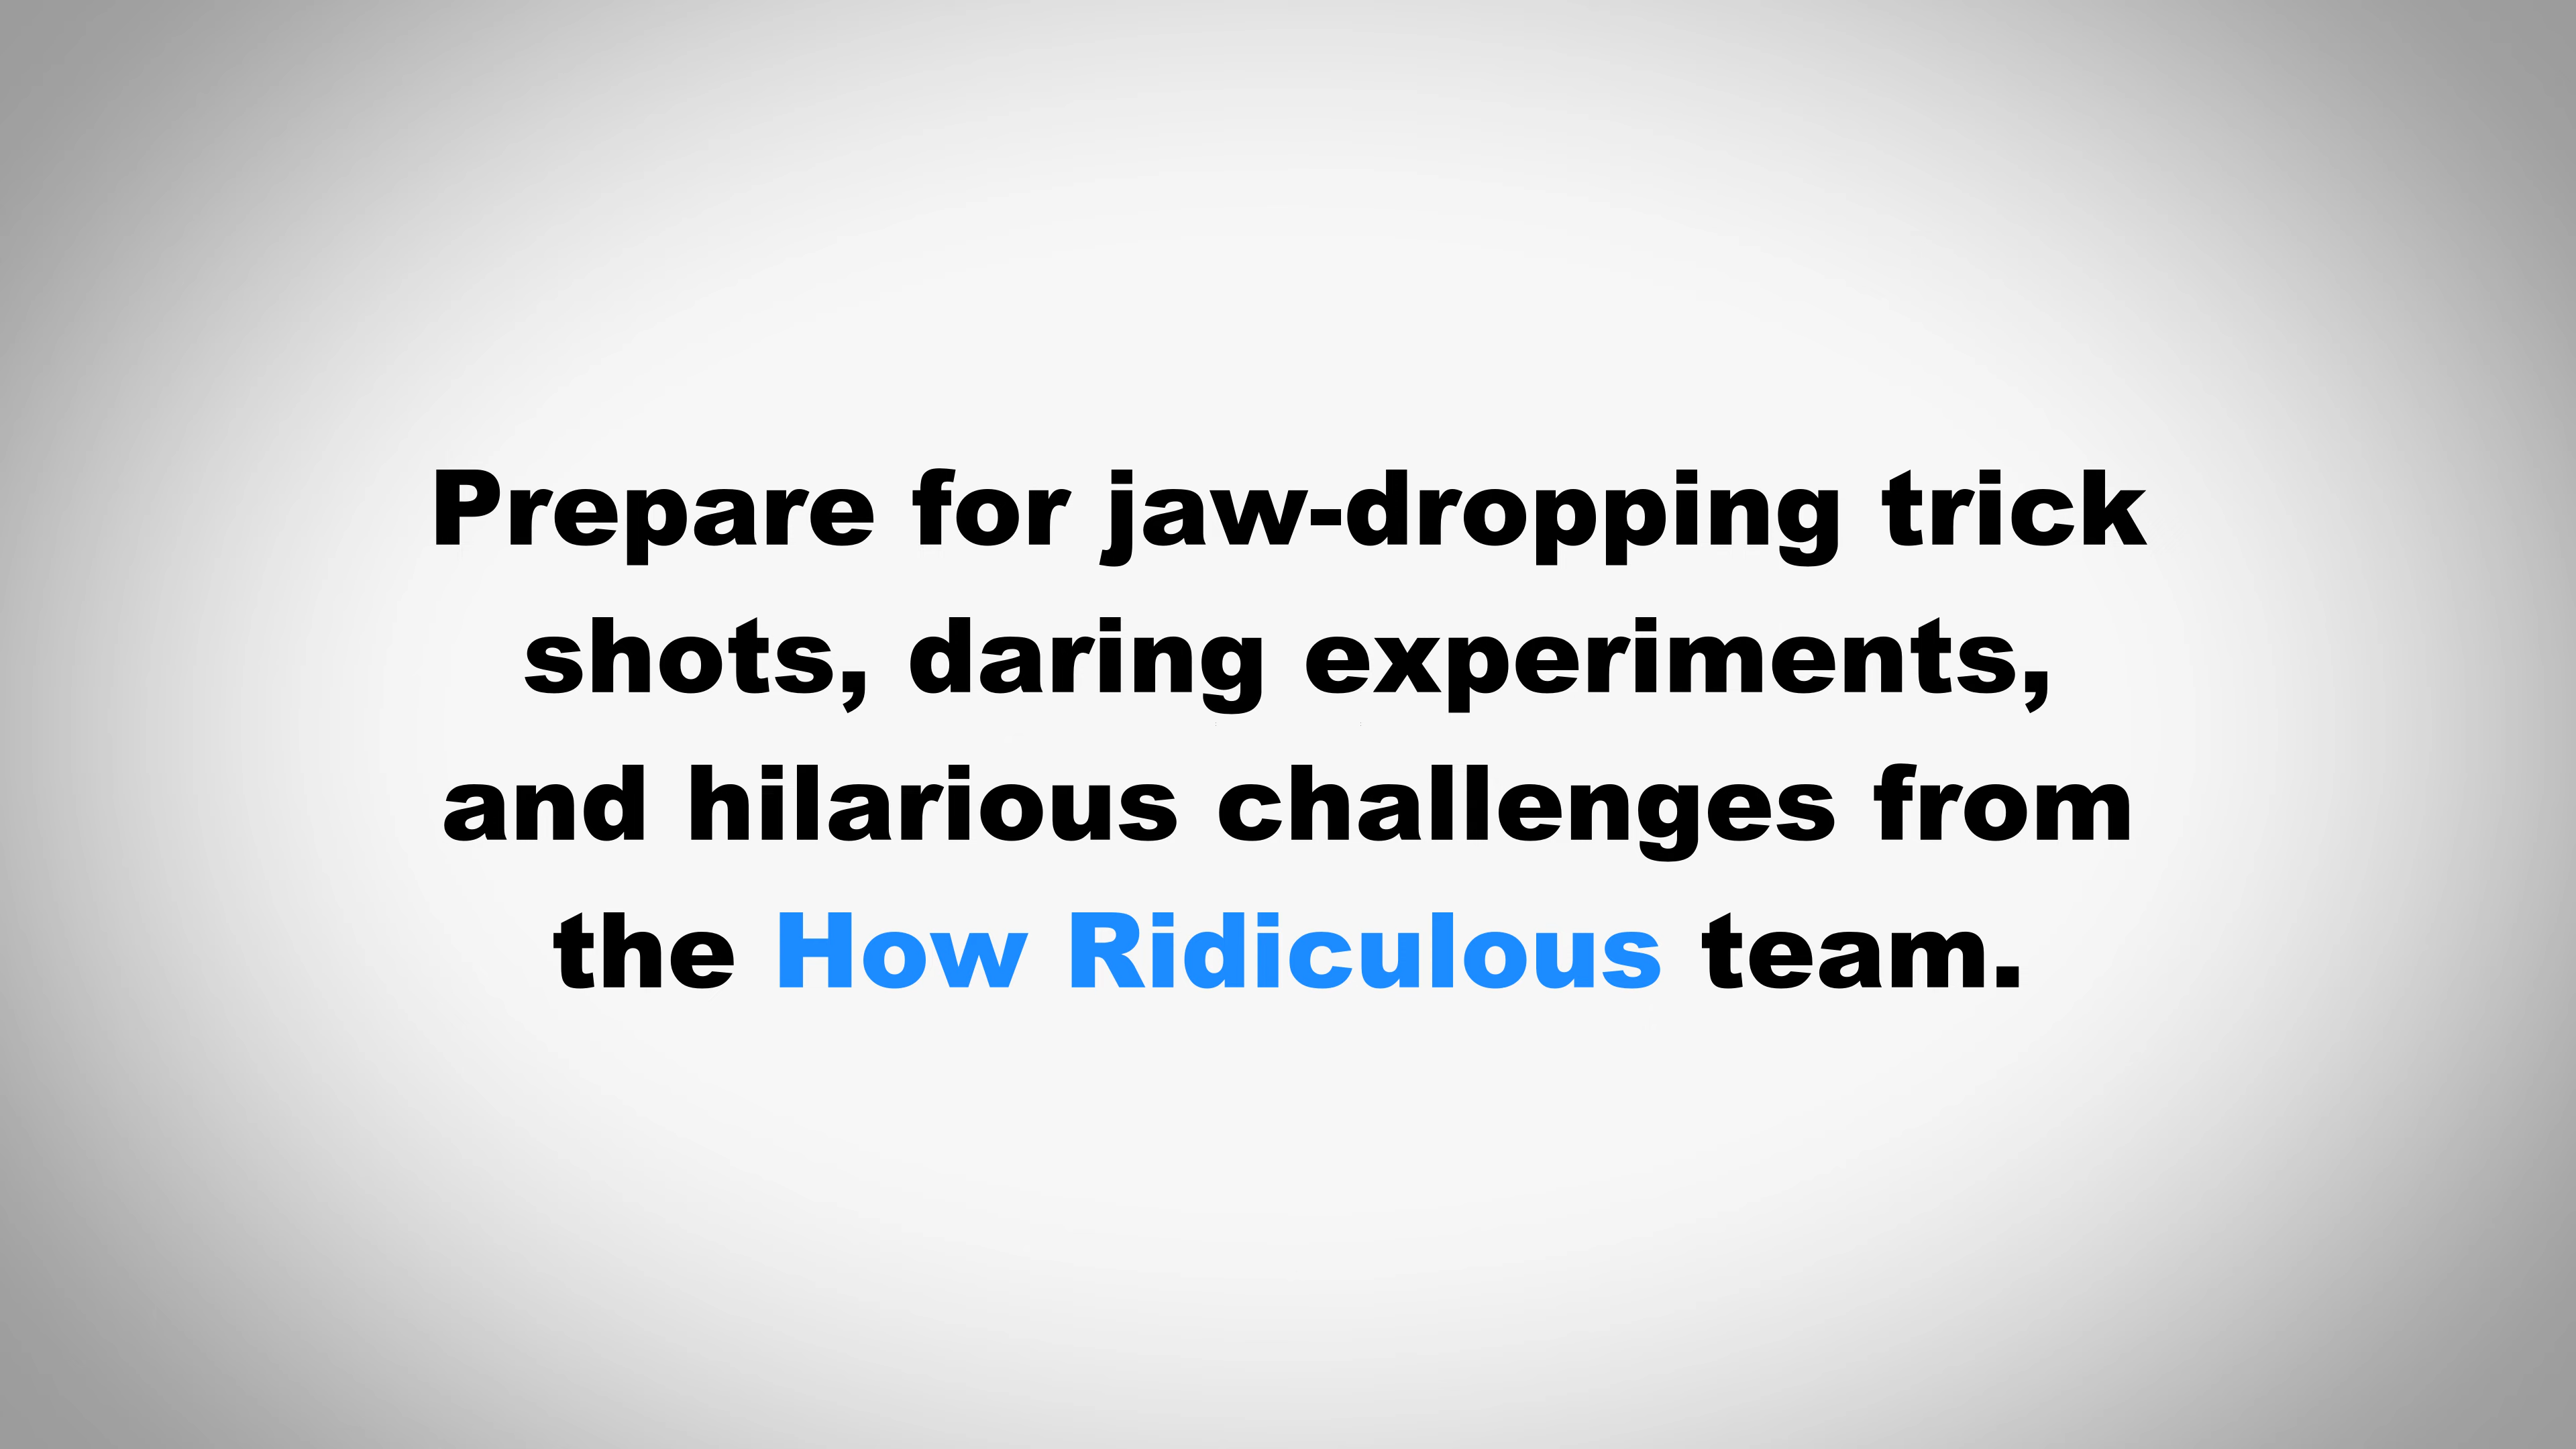 Prepare for jaw-dropping trick
shots, daring experiments,
and hilarious challenges from
the How Ridiculous team.